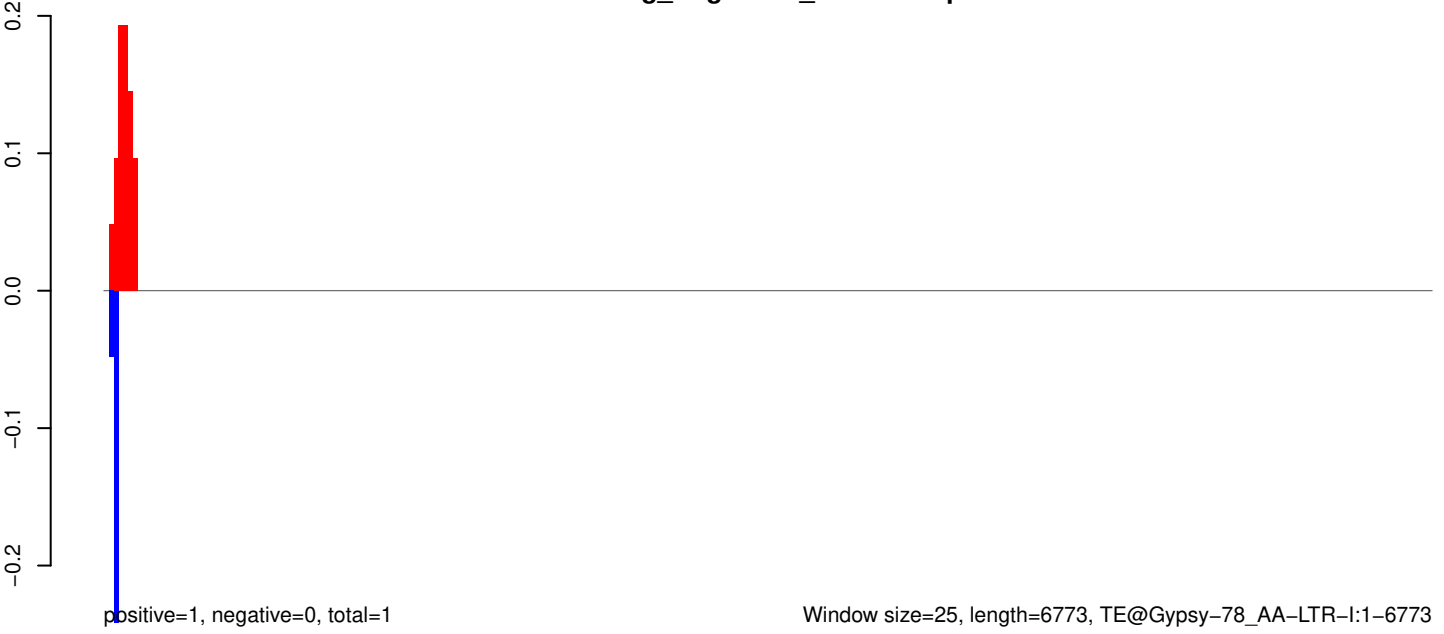 0.2
0.1
0.0
−0.1
−0.2
positive=1, negative=0, total=1
Window size=25, length=6773, TE@Gypsy−78_AA−LTR−I:1−6773